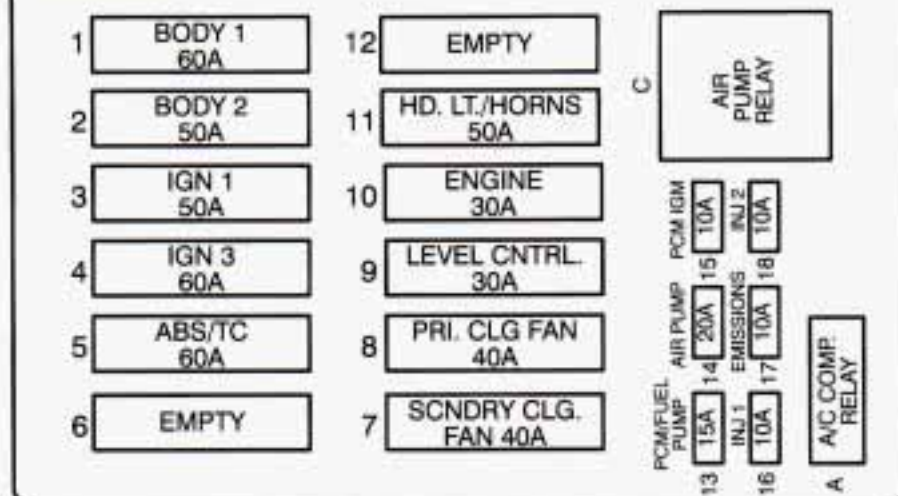 1
BODY 1
60A
2
BODY 2
50A
3
IGN 1
50A
4
IGN 3
60A
5
ABS/TC
60A
6
EMPTY
12
EMPTY
11
HD. LT./HORNS
50A
10
ENGINE
30A
9
LEVEL CNTRL.
30A
8
PRI. CLG FAN
40A
7
SCNDRY CLG.
FAN 40A
C
AIR
PUMP
RELAY
PCM IGM
10A
15
INJ 2
10A
18
AIR PUMP
20A
14
EMISSIONS
10A
17
PCM/FUEL
PUMP
15A
13
INJ 1
10A
16
A/C COMP.
RELAY
A